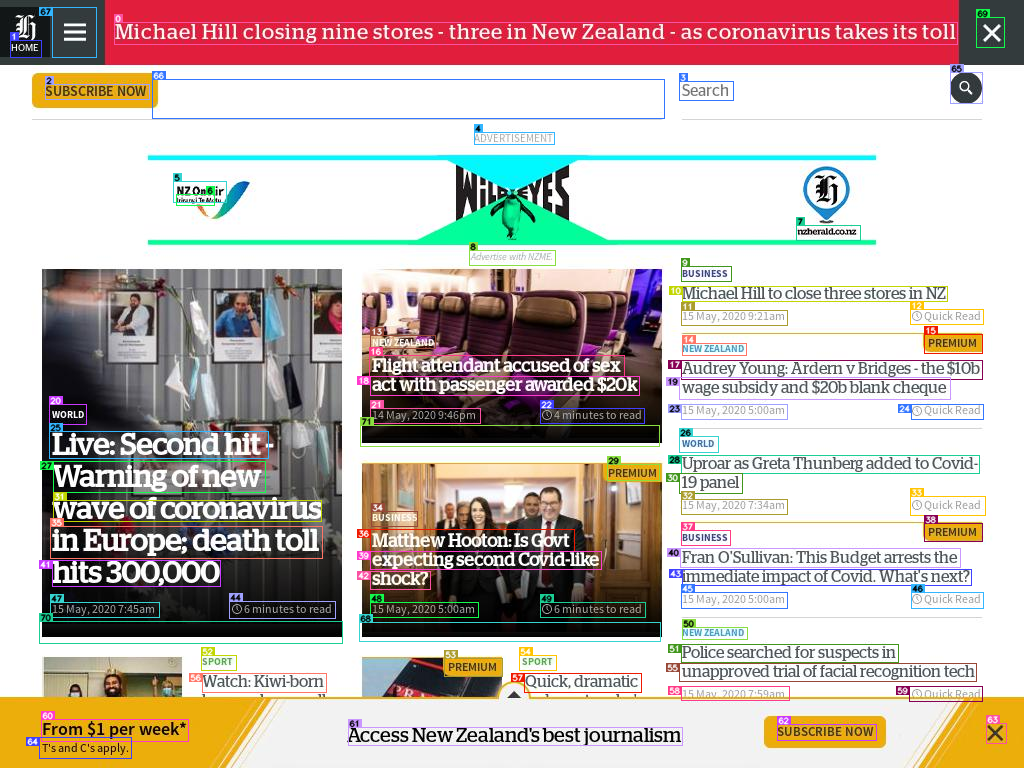 HOME
Michael Hill closing nine stores - three in New Zealand - as coronavirus takes its toll
SUBSCRIBE NOW
Search
ADVERTISEMENT
NZ On Air
Irirangi Te Motu
WILD EYES
nzherald.co.nz
Advertise with NZME.
WORLD
Live: Second hit -
Warning of new
wave of coronavirus
in Europe; death toll
hits 300,000
15 May, 2020 7:45am
6 minutes to read
NEW ZEALAND
Flight attendant accused of sex
act with passenger awarded $20k
14 May, 2020 9:46pm
4 minutes to read
PREMIUM
BUSINESS
Matthew Hooton: Is Govt
expecting second Covid-like
shock?
15 May, 2020 5:00am
6 minutes to read
BUSINESS
Michael Hill to close three stores in NZ
15 May, 2020 9:21am
Quick Read
NEW ZEALAND
PREMIUM
Audrey Young: Ardern v Bridges - the $10b
wage subsidy and $20b blank cheque
15 May, 2020 5:00am
Quick Read
WORLD
Uproar as Greta Thunberg added to Covid-
19 panel
15 May, 2020 7:34am
Quick Read
BUSINESS
PREMIUM
Fran O'Sullivan: This Budget arrests the
immediate impact of Covid. What's next?
15 May, 2020 5:00am
Quick Read
NEW ZEALAND
Police searched for suspects in
unapproved trial of facial recognition tech
15 May, 2020 7:59am
Quick Read
SPORT
Watch: Kiwi-born
PREMIUM
SPORT
Quick, dramatic
From $1 per week*
T's and C's apply.
Access New Zealand's best journalism
SUBSCRIBE NOW